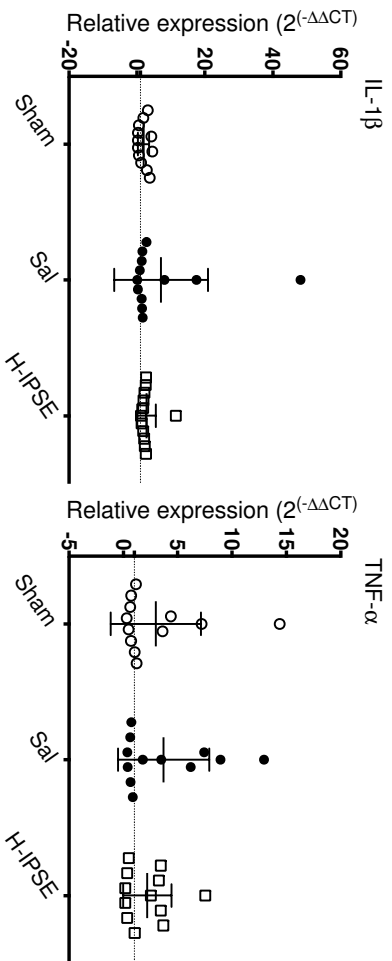 IL-1β
Relative expression (2(-ΔΔCT)
60
40
20
0
-20
Sham
Sal
H-IPSE
TNF-α
Relative expression (2(-ΔΔCT)
20
15
10
5
0
-5
Sham
Sal
H-IPSE